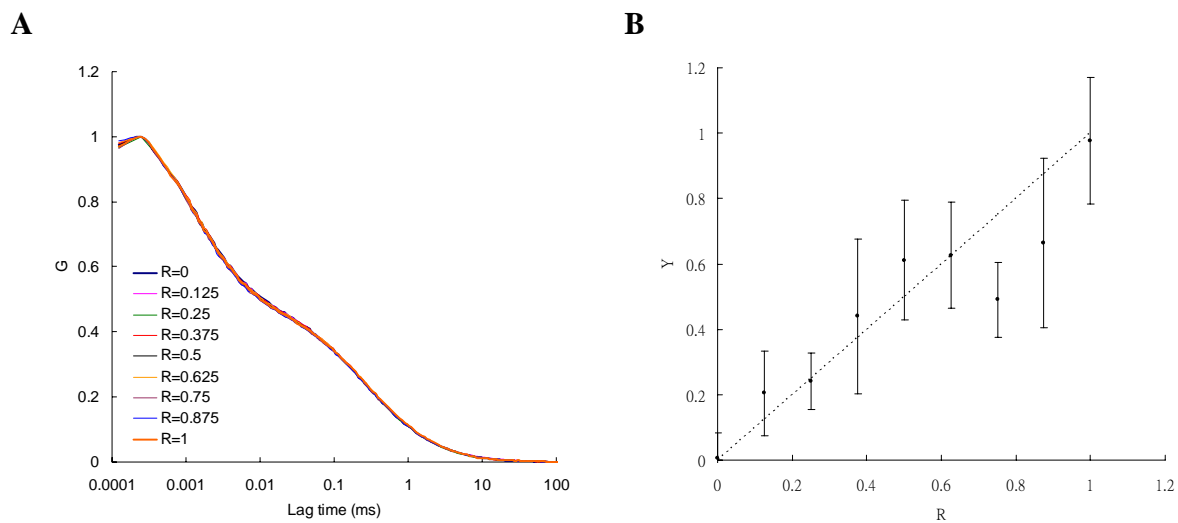 A
1.2
1
0.8
0.6
0.4
0.2
0
G
R=0
R=0.125
R=0.25
R=0.375
R=0.5
R=0.625
R=0.75
R=0.875
R=1
0.0001 0.001 0.01 0.1 1 10 100
Lag time (ms)
B
1.2
1
0.8
0.6
0.4
0.2
0
Y
0 0.2 0.4 0.6 0.8 1 1.2
R